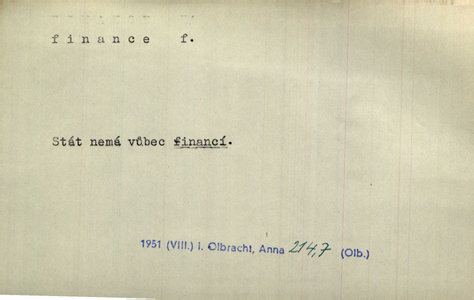 finance f.
Stát nemá vůbec financí.
1951 (VIII.) I. Olbracht, Anna 214,7 (Olb.)